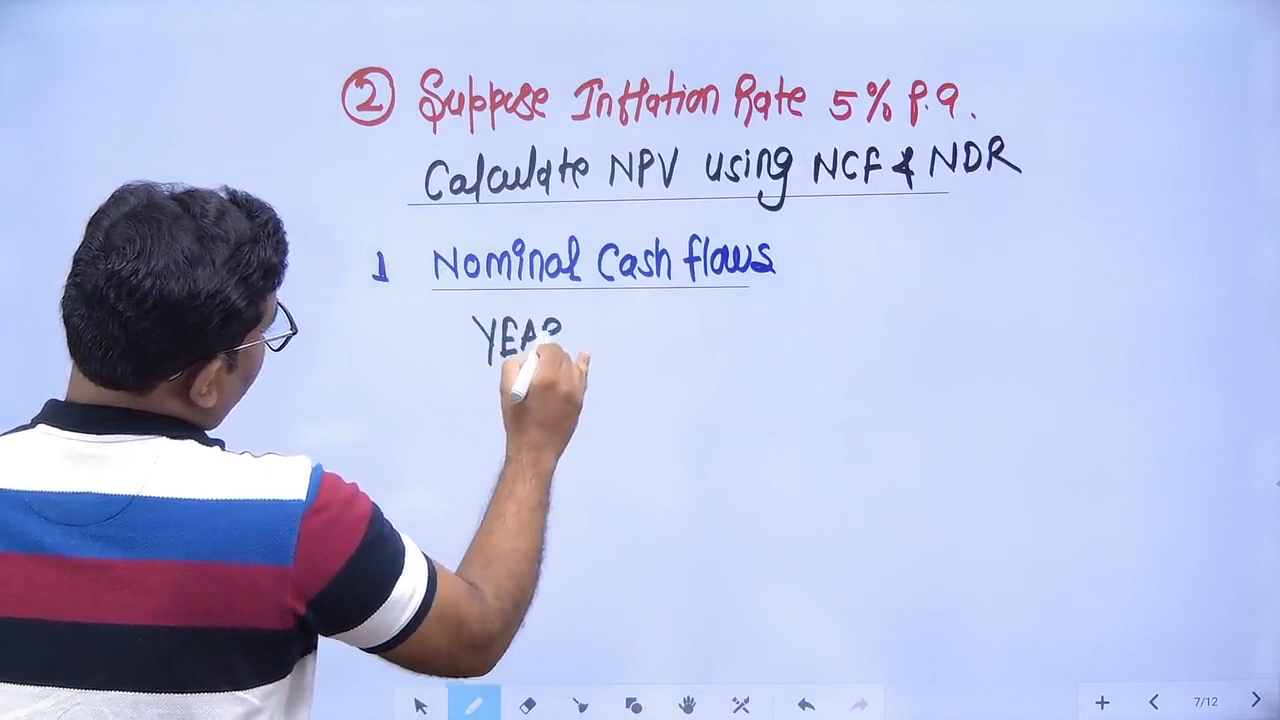 ② Suppose Inflation Rate 5% P.a.
Calculate NPV using NCF & NDR
1 Nominal Cash flows
YEAR
7/12